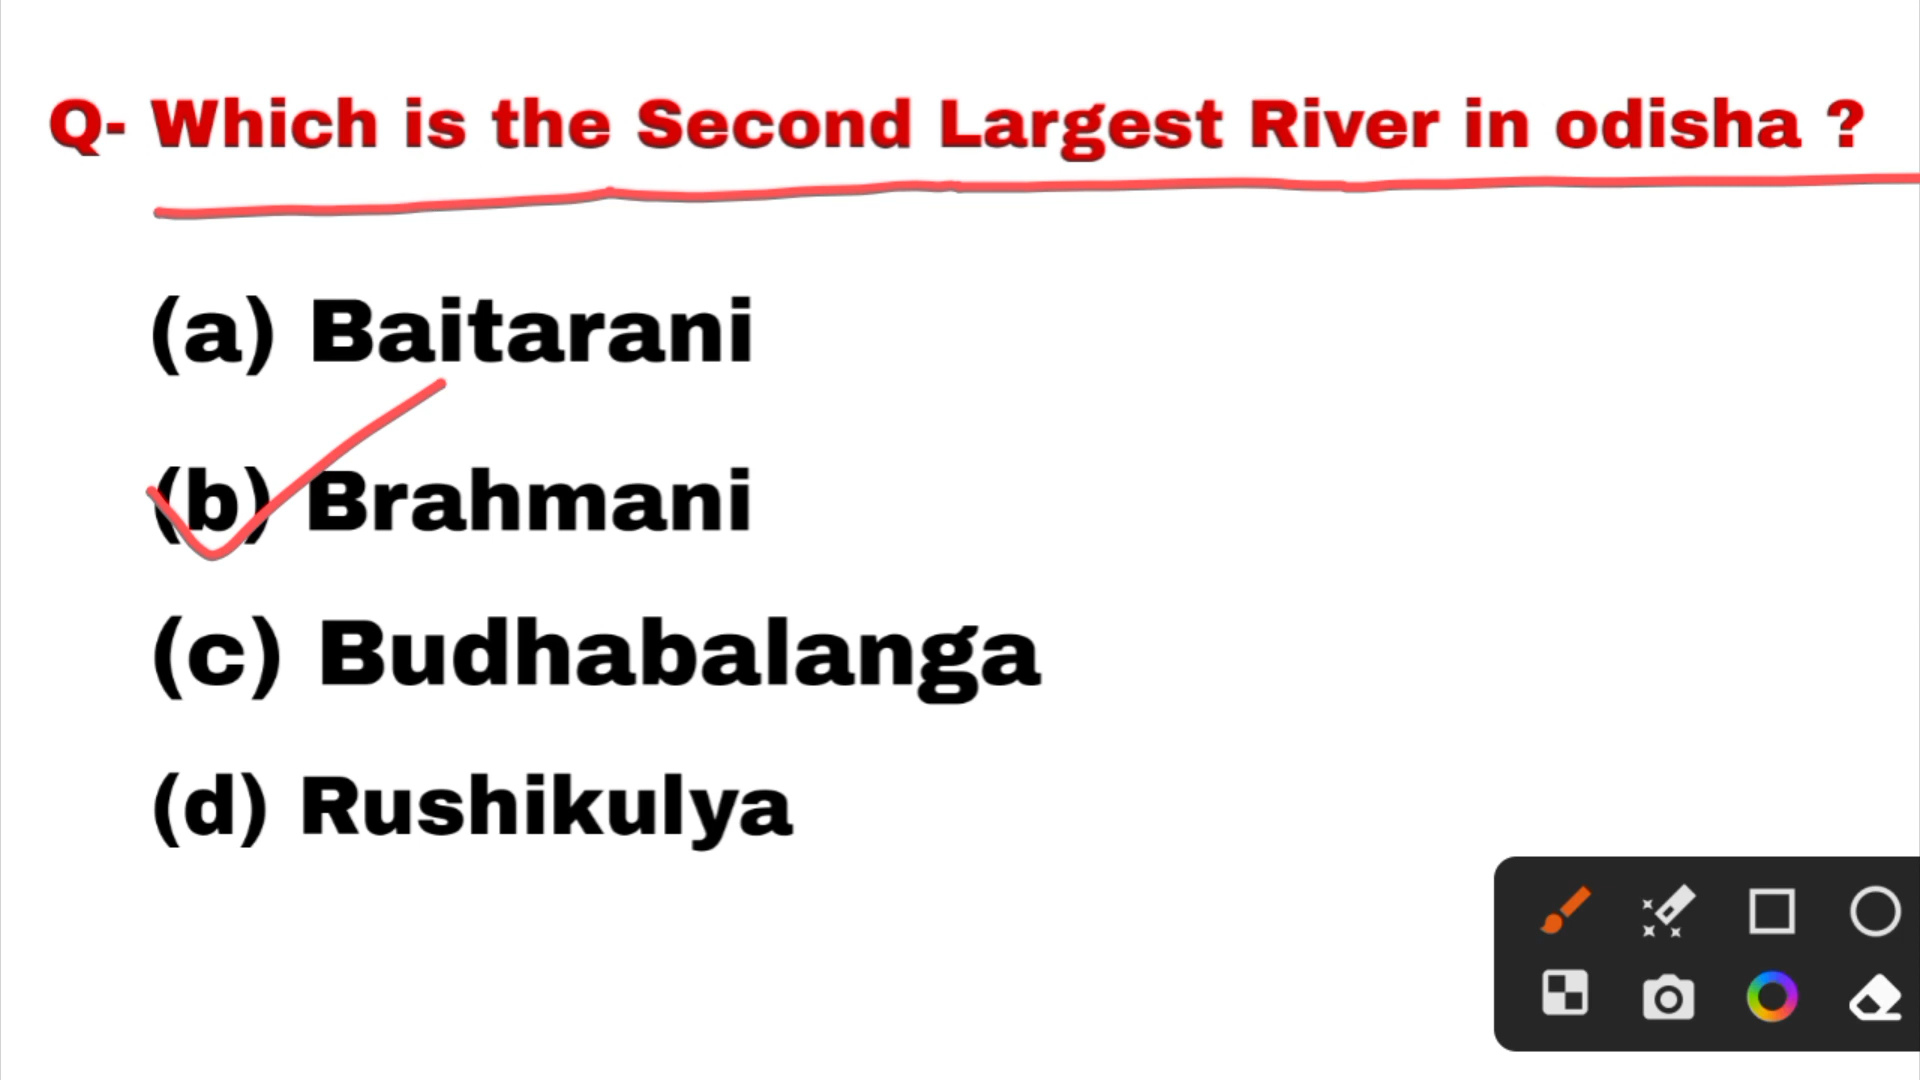 Q- Which is the Second Largest River in odisha ?
(a) Baitarani
(b) Brahmani
(c) Budhabalanga
(d) Rushikulya